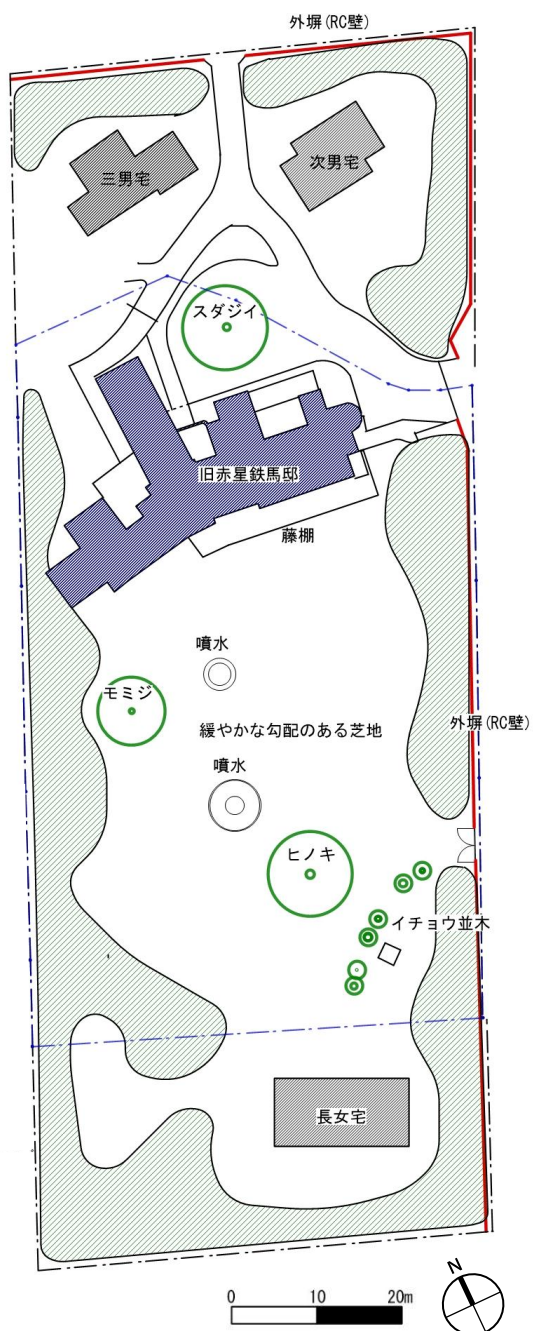 外塀(RC壁)
三男宅
次男宅
スダジイ
旧赤星鉄馬邸
藤棚
噴水
モミジ
緩やかな勾配のある芝地
外塀(RC壁)
噴水
ヒノキ
イチョウ並木
長女宅
N
0 10 20m